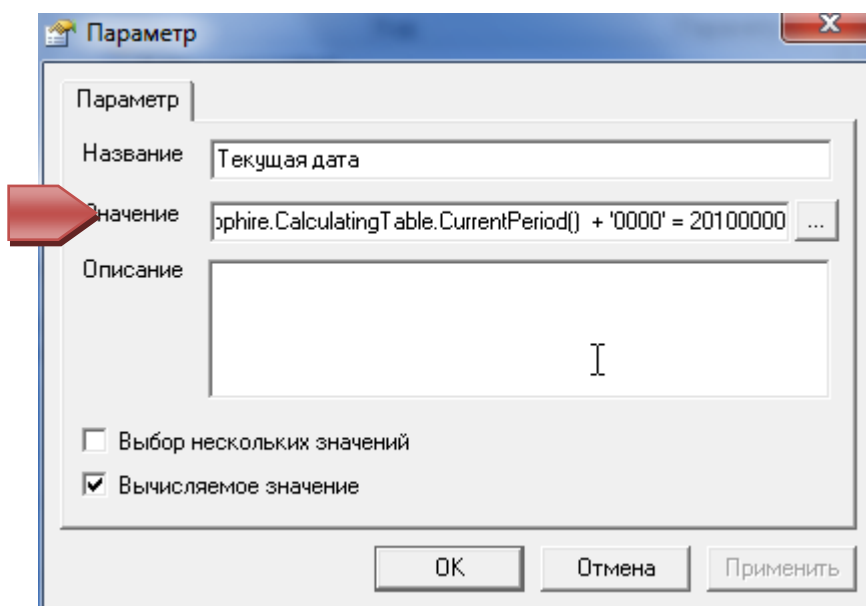 Параметр
Параметр
Название Текущая дата
Значение ophire.CalculatingTable.CurrentPeriod() + '0000' = 20100000 ...
Описание
Выбор нескольких значений
Вычисляемое значение
OK Отмена Применить